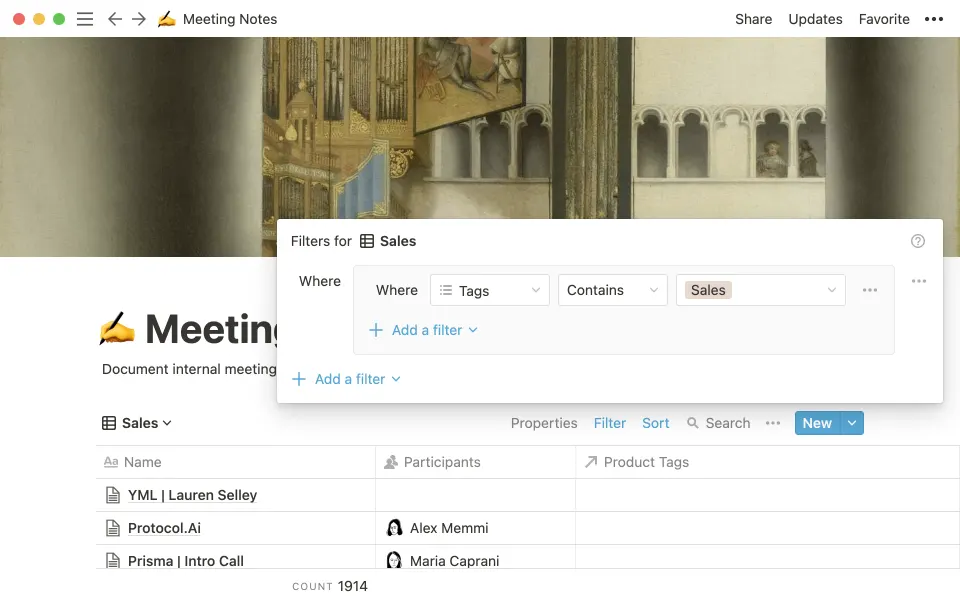 ✍️ Meeting Notes Share Updates Favorite •••
Filters for Sales
Where
Where Tags Contains Sales
Add a filter
Add a filter
✍️ Meeting
Document internal meeting
Sales Properties Filter Sort Search ••• New
Aa Name Participants Product Tags
YML | Lauren Selley
Protocol.Ai Alex Memmi
Prisma | Intro Call Maria Caprani
COUNT 1914